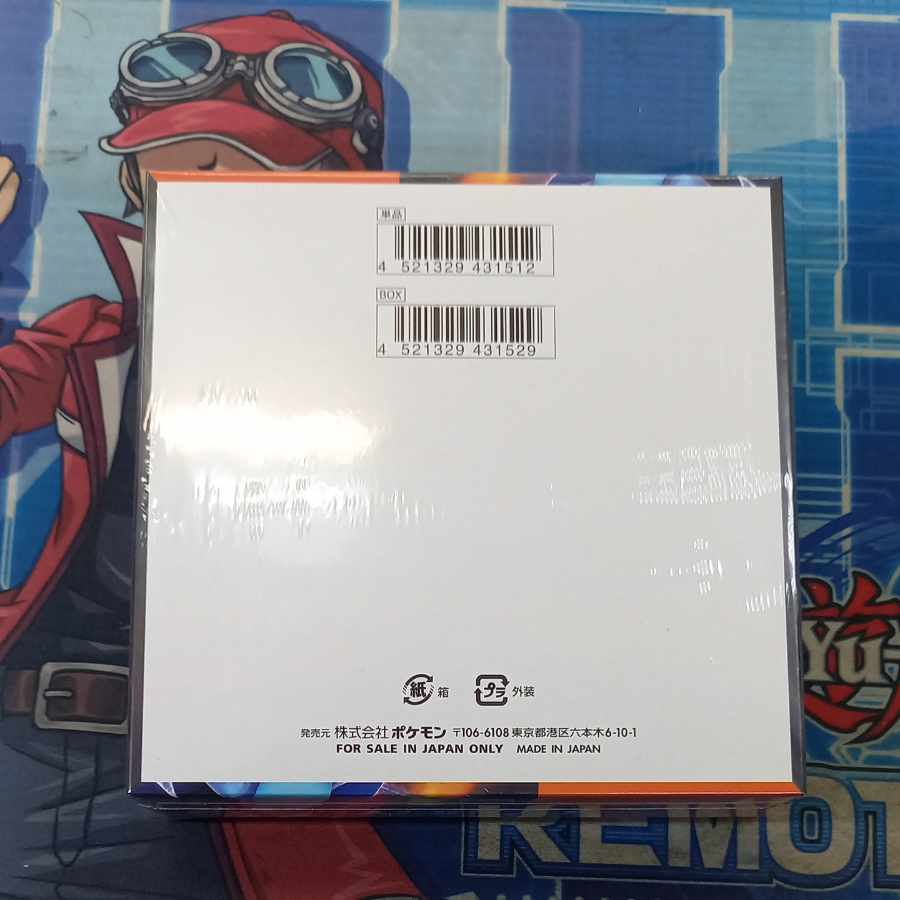 単品
4 521329 431512
BOX
4 521329 431529
紙 箱 プラ 外装
発売元 株式会社 ポケモン 〒106-6108 東京都港区六本木6-10-1
FOR SALE IN JAPAN ONLY MADE IN JAPAN
Yu-
REMOT